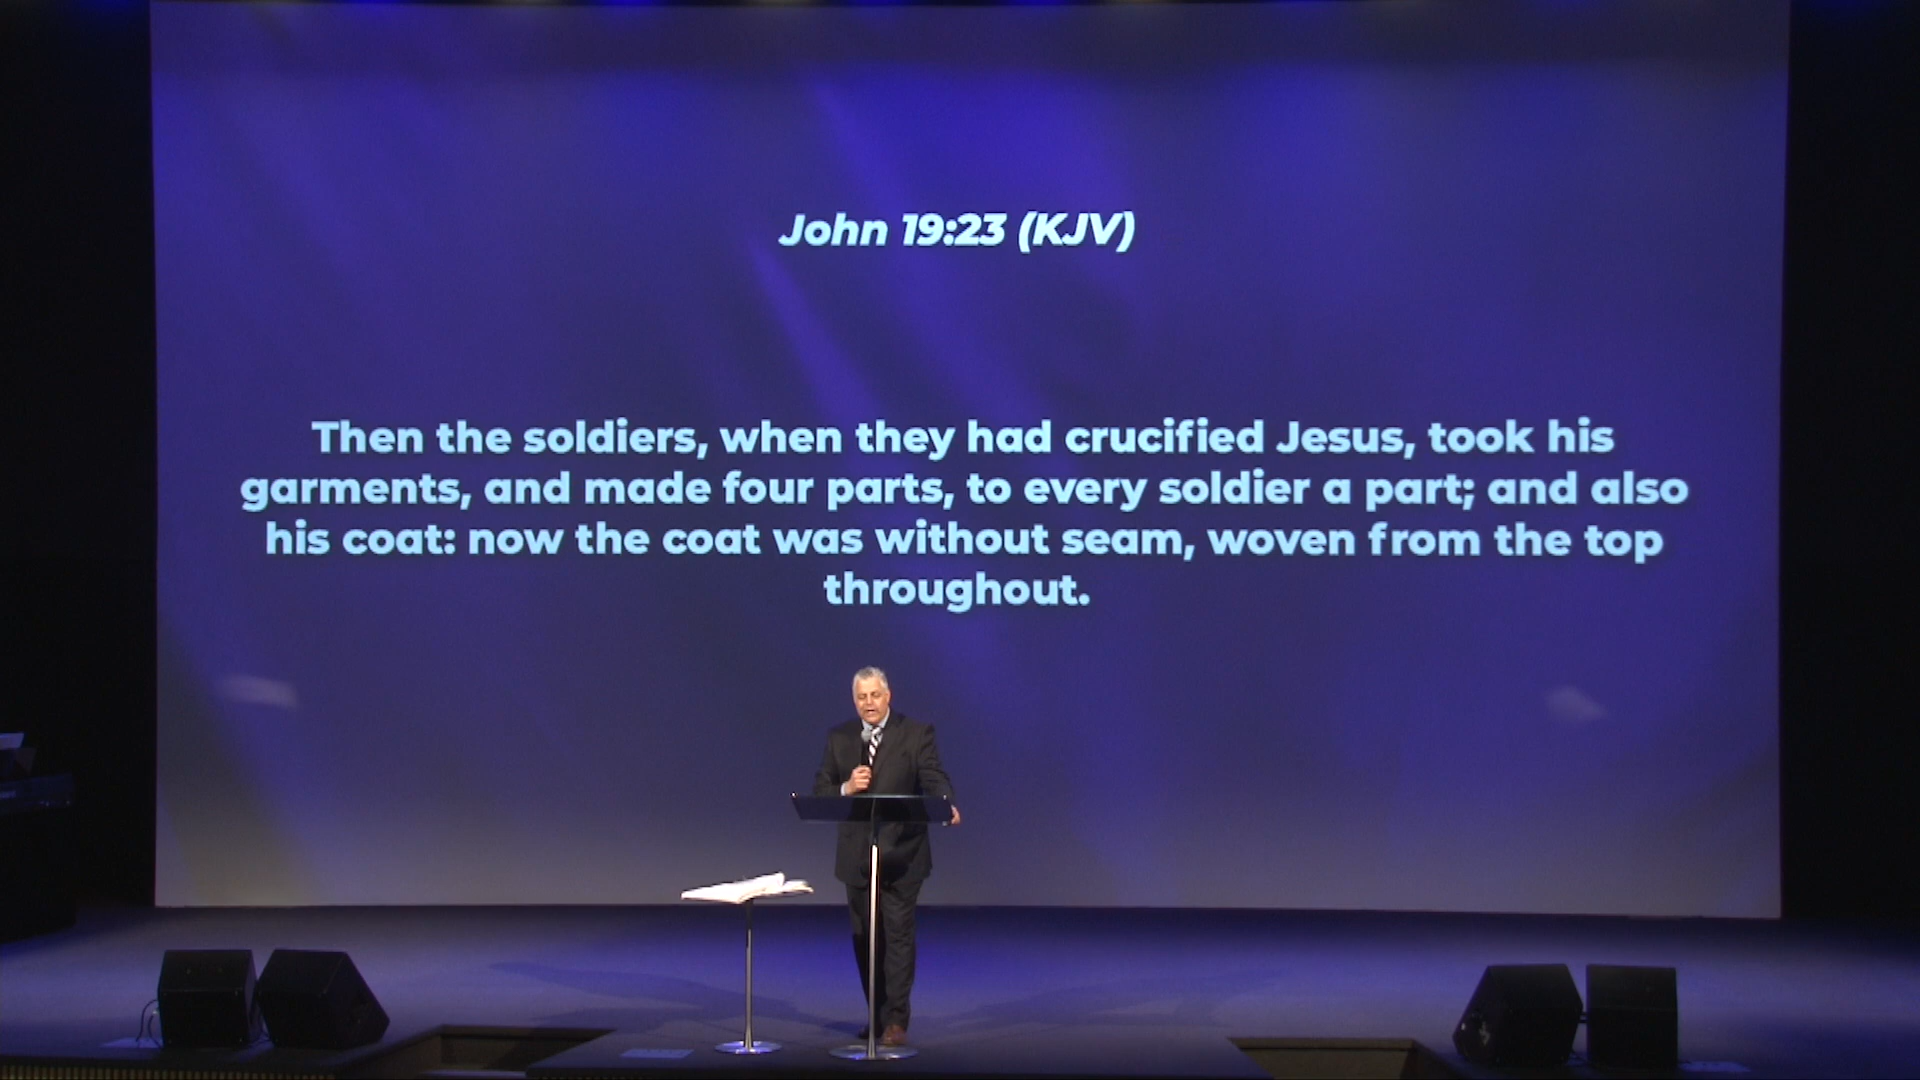 John 19:23 (KJV)
Then the soldiers, when they had crucified Jesus, took his
garments, and made four parts, to every soldier a part; and also
his coat: now the coat was without seam, woven from the top
throughout.